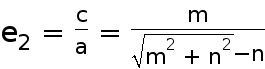 e₂ = c/a = m/(√(m² + n²)−n)